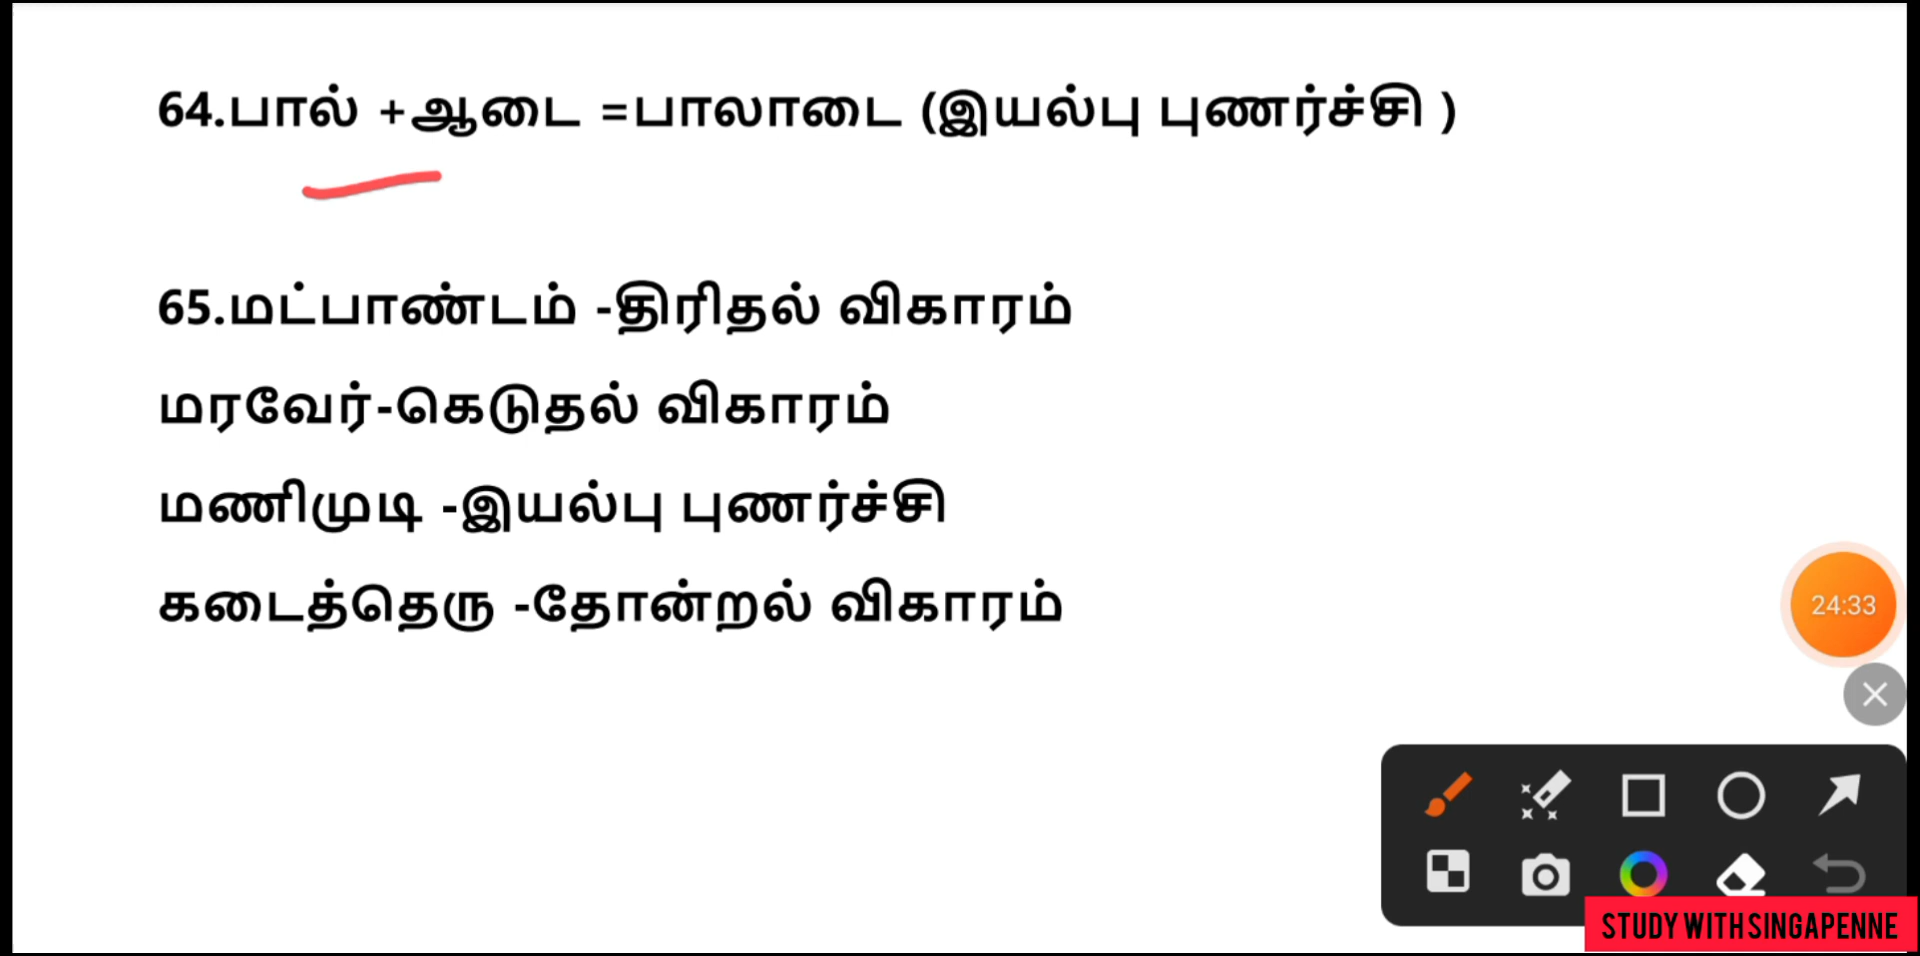 64.பால் +ஆடை =பாலாடை (இயல்பு புணர்ச்சி )
65.மட்பாண்டம் -திரிதல் விகாரம்
மரவேர்-கெடுதல் விகாரம்
மணிமுடி -இயல்பு புணர்ச்சி
கடைத்தெரு -தோன்றல் விகாரம்
24:33
STUDY WITH SINGAPENNE